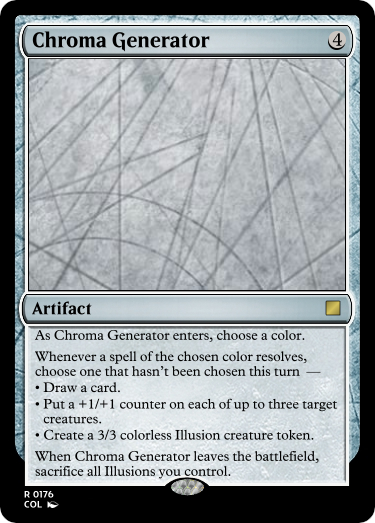 Chroma Generator 4
Artifact
As Chroma Generator enters, choose a color.
Whenever a spell of the chosen color resolves,
choose one that hasn't been chosen this turn —
• Draw a card.
• Put a +1/+1 counter on each of up to three target
creatures.
• Create a 3/3 colorless Illusion creature token.
When Chroma Generator leaves the battlefield,
sacrifice all Illusions you control.
R 0176
COL